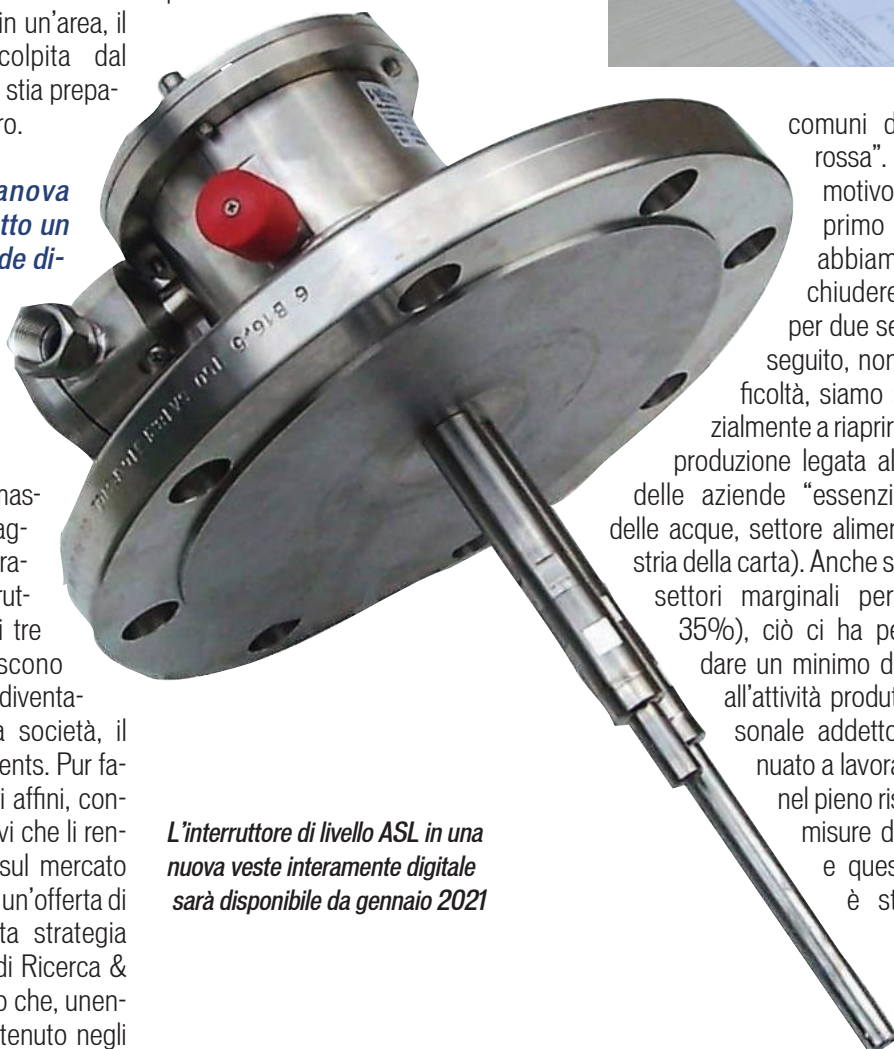 in un'area, il
colpita dal
stia prepa-
ro.
anova
tto un
de di-
mas-
ag-
ra-
rut-
i tre
scono
diventa-
a società, il
ents. Pur fa-
i affini, con-
vi che li ren-
sul mercato
un'offerta di
ta strategia
di Ricerca &
o che, unen-
tenuto negli
L'interruttore di livello ASL in una
nuova veste interamente digitale
sarà disponibile da gennaio 2021
comuni d
rossa".
motivo
primo
abbiam
chiudere
per due se
seguito, non
ficoltà, siamo
zialmente a riaprir
produzione legata al
delle aziende "essenzi
delle acque, settore alimen
stria della carta). Anche s
settori marginali per
35%), ciò ci ha pe
dare un minimo d
all'attività produt
sonale addetto
nuato a lavora
nel pieno ris
misure d
e ques
è st
6 B16,5